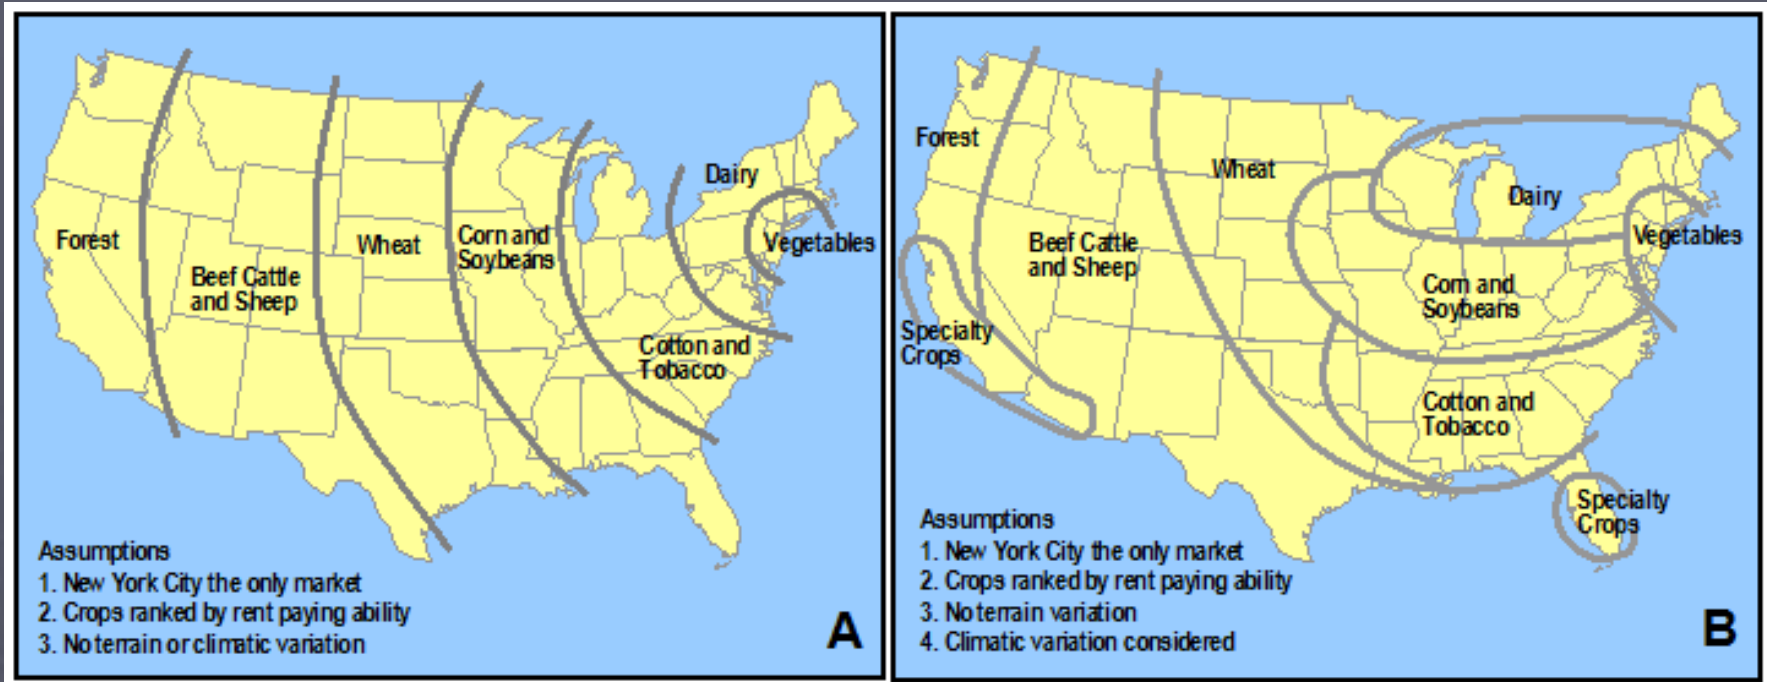 Forest
Beef Cattle
and Sheep
Wheat
Corn and
Soybeans
Dairy
Vegetables
Cotton and
Tobacco
Assumptions
1. New York City the only market
2. Crops ranked by rent paying ability
3. No terrain or climatic variation
A
Forest
Wheat
Dairy
Vegetables
Beef Cattle
and Sheep
Corn and
Soybeans
Specialty
Crops
Cotton and
Tobacco
Specialty
Crops
Assumptions
1. New York City the only market
2. Crops ranked by rent paying ability
3. No terrain variation
4. Climatic variation considered
B